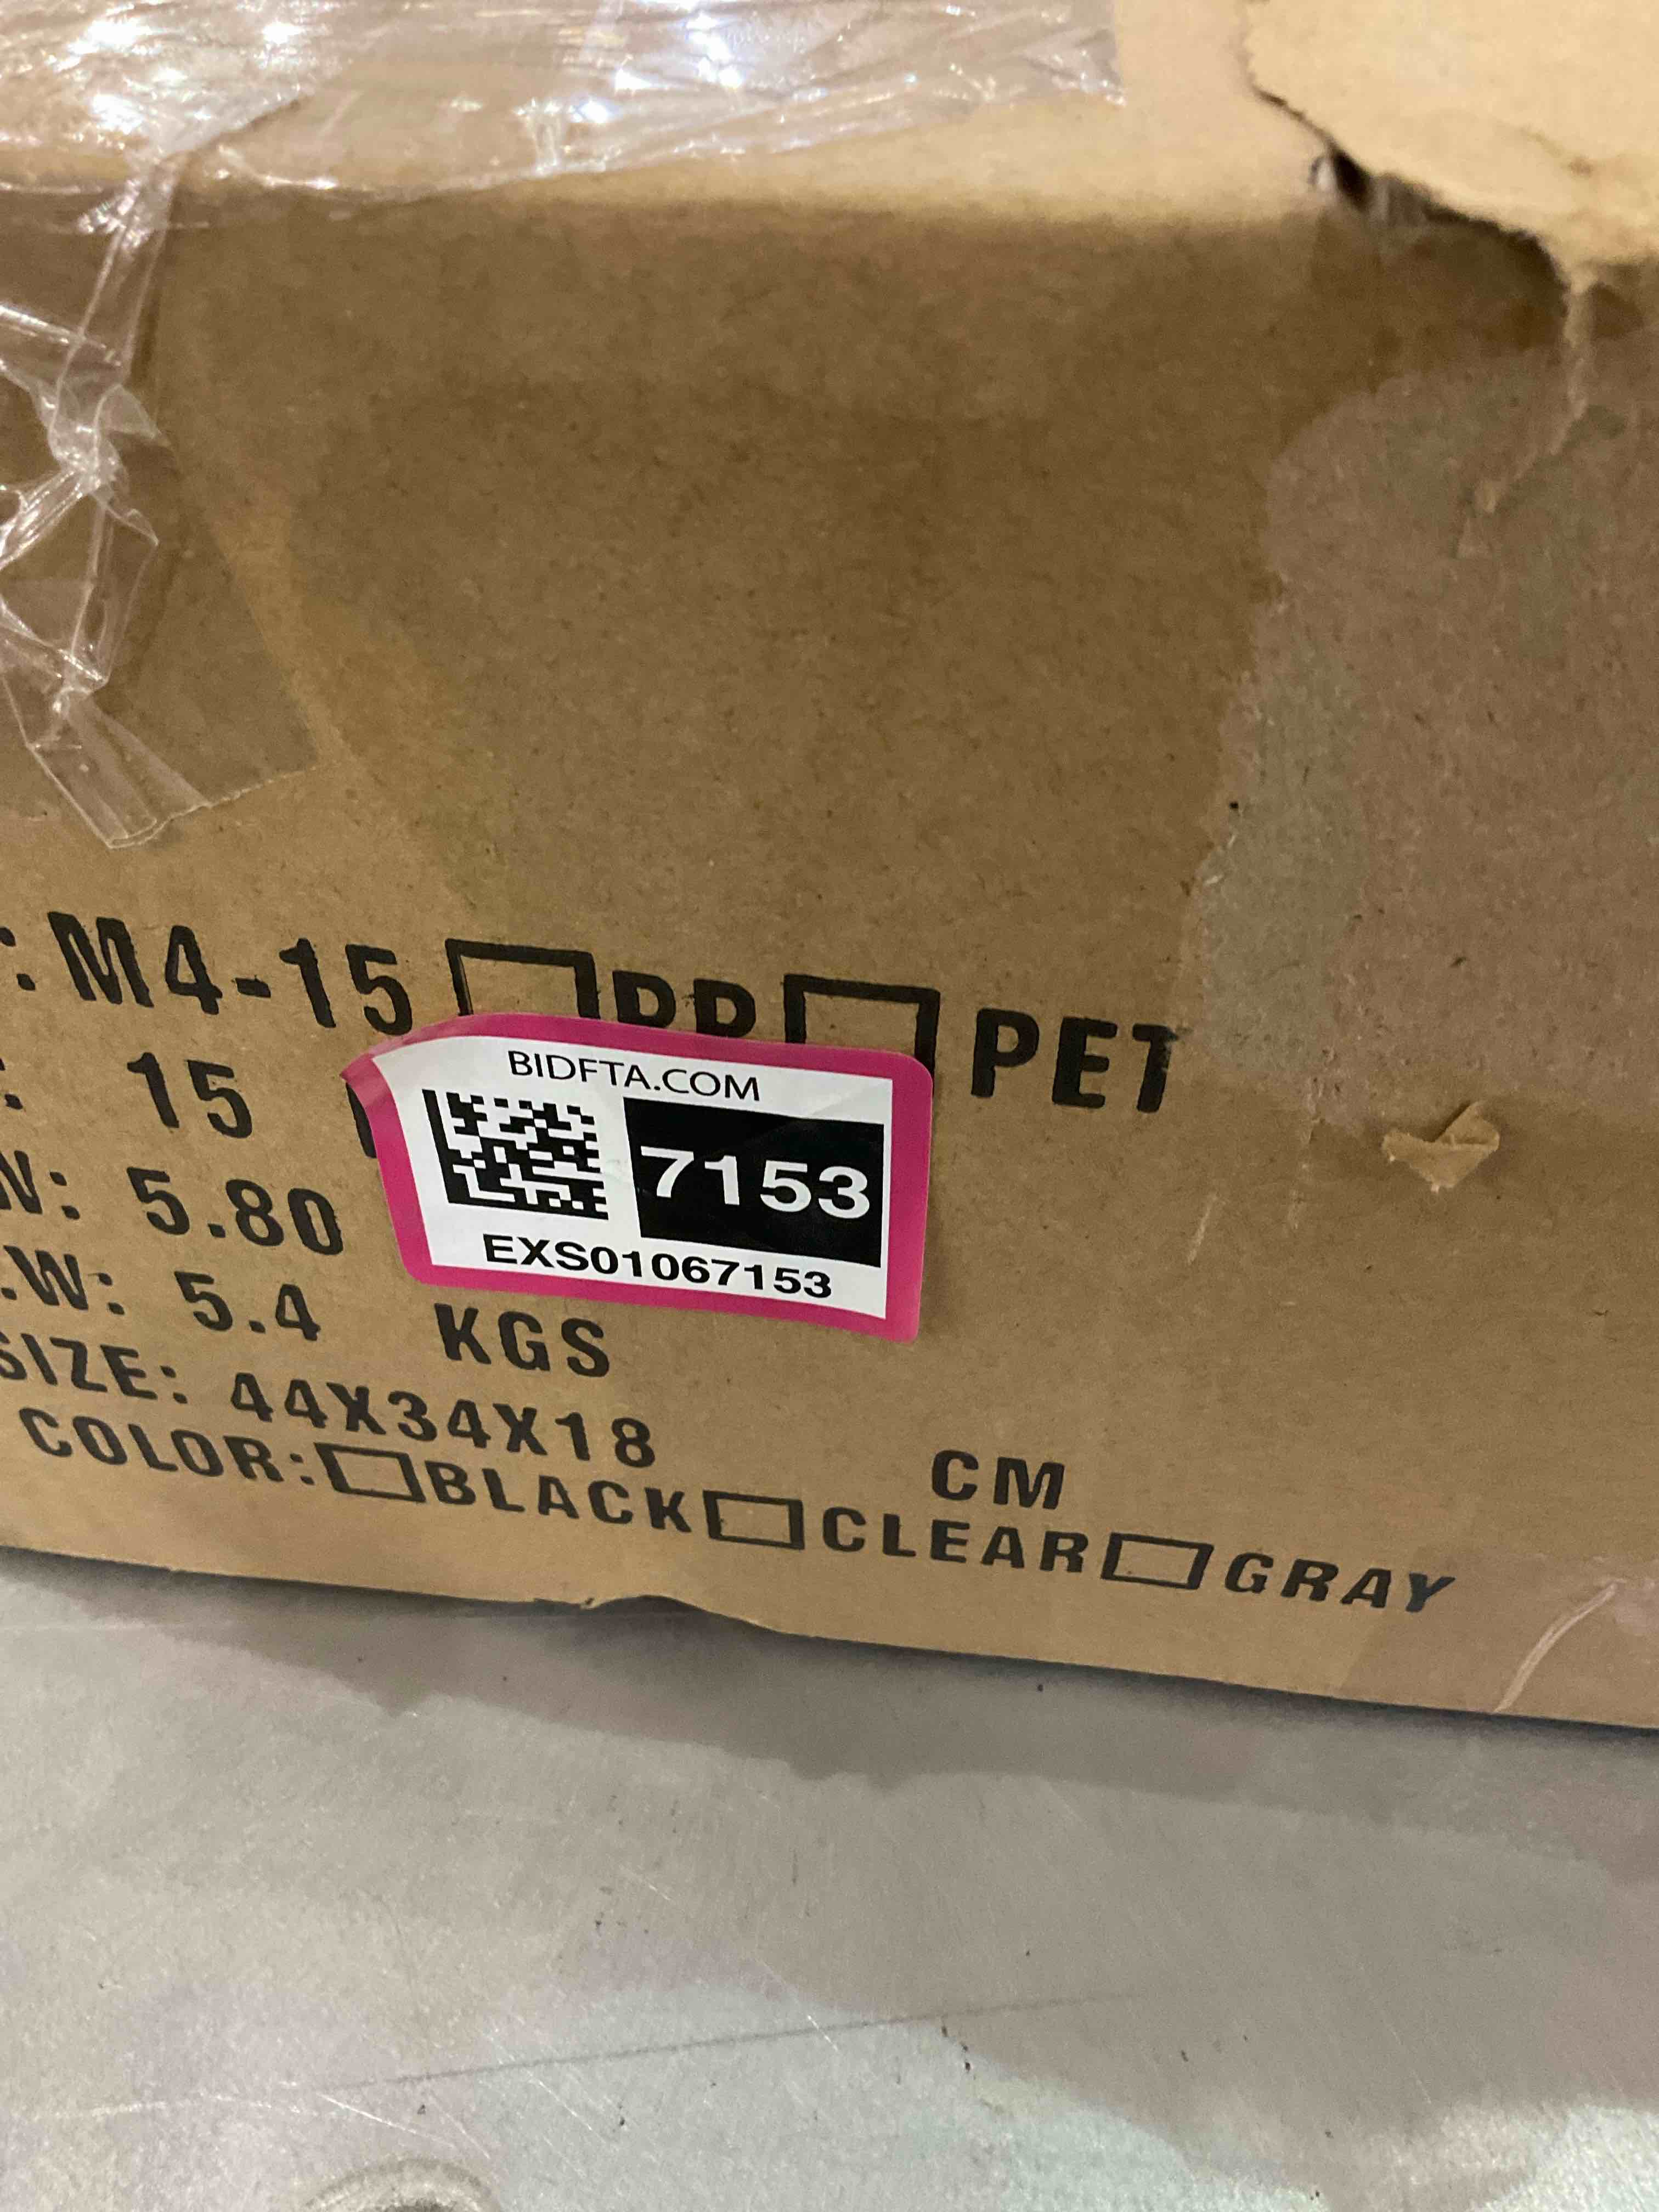 : M4-15 PP PET
: 15
W: 5.80
.W: 5.4 KGS
SIZE: 44X34X18 CM
COLOR: BLACK CLEAR GRAY
BIDFTA.COM
7153
EXS01067153